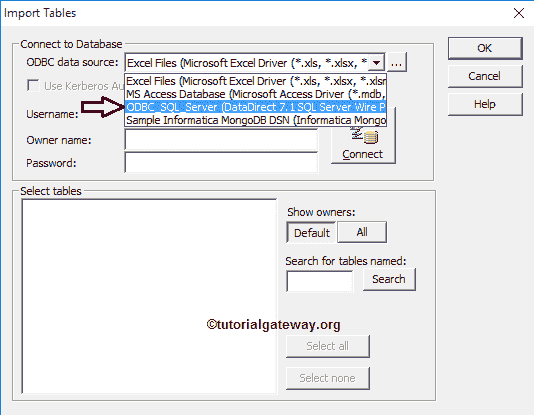 Import Tables
Connect to Database
ODBC data source:
Excel Files (Microsoft Excel Driver (*.xls, *.xlsx, *
...
Excel Files (Microsoft Excel Driver (*.xls, *.xlsx, *.xlsm
MS Access Database (Microsoft Access Driver (*.mdb,
ODBC_SQL_Server (DataDirect 7.1 SQL Server Wire P
Sample Informatica MongoDB DSN (Informatica Mongo
Use Kerberos Au
Username:
Owner name:
Password:
Connect
OK
Cancel
Help
Select tables
Show owners:
Default
All
Search for tables named:
Search
©tutorialgateway.org
Select all
Select none